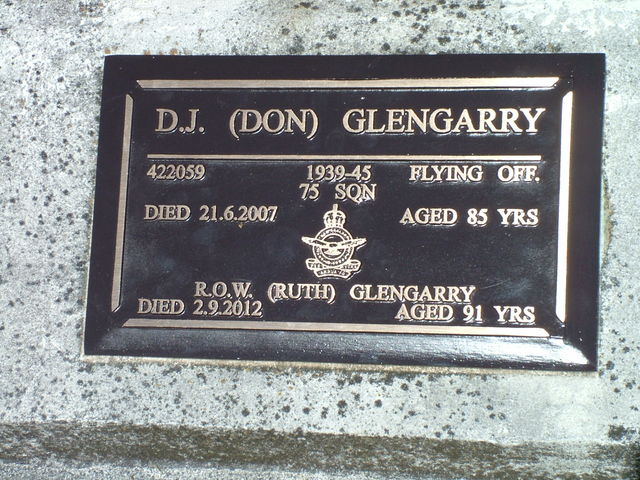 D.J. (DON) GLENGARRY
422059 1939-45 FLYING OFF.
75 SQN
DIED 21.6.2007 AGED 85 YRS
R.O.W. (RUTH) GLENGARRY
DIED 2.9.2012 AGED 91 YRS